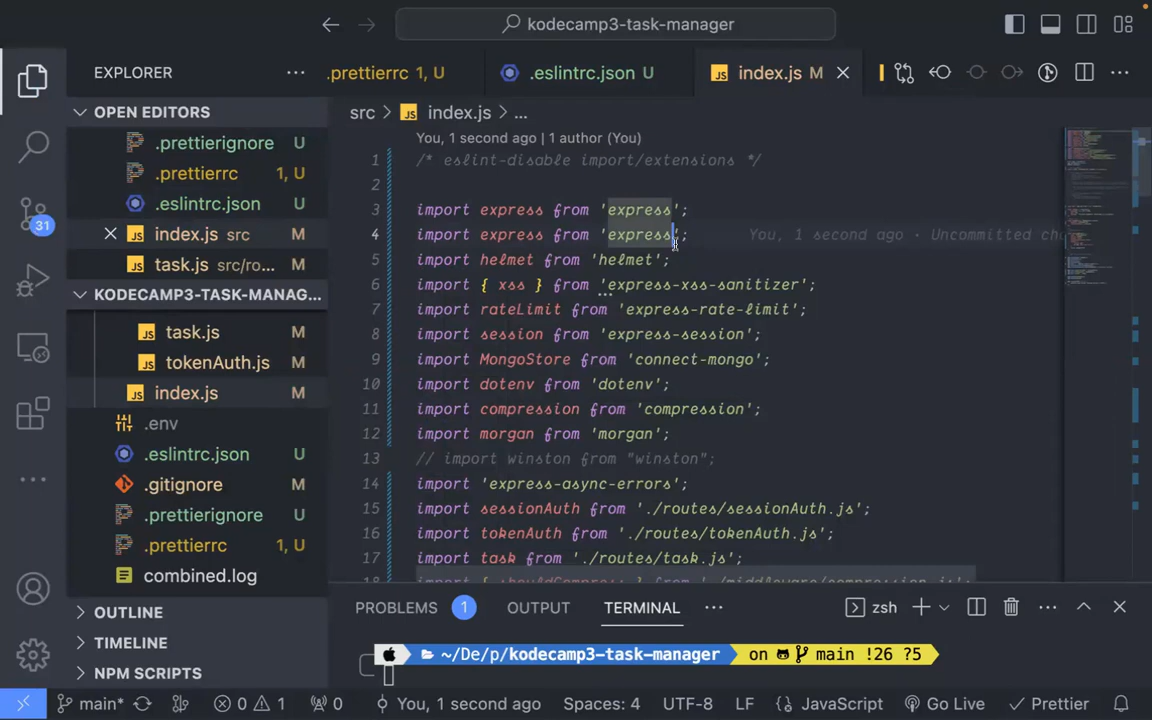 kodecamp3-task-manager
EXPLORER
.prettierrc 1, U
.eslintrc.json U
index.js M
OPEN EDITORS
src > index.js > ...
.prettierignore U
.prettierrc 1, U
.eslintrc.json U
index.js src M
task.js src/ro... M
KODECAMP3-TASK-MANAG...
task.js M
tokenAuth.js M
index.js M
.env
.eslintrc.json U
.gitignore M
.prettierignore U
.prettierrc 1, U
combined.log
OUTLINE
TIMELINE
NPM SCRIPTS
31
You, 1 second ago | 1 author (You)
1 /* eslint-disable import/extensions */
2
3 import express from 'express';
4 import express from 'express'; You, 1 second ago • Uncommitted cha
5 import helmet from 'helmet';
6 import { xss } from 'express-xss-sanitizer';
7 import rateLimit from 'express-rate-limit';
8 import session from 'express-session';
9 import MongoStore from 'connect-mongo';
10 import dotenv from 'dotenv';
11 import compression from 'compression';
12 import morgan from 'morgan';
13 // import winston from "winston";
14 import 'express-async-errors';
15 import sessionAuth from './routes/sessionAuth.js';
16 import tokenAuth from './routes/tokenAuth.js';
17 import task from './routes/task.js';
18 import { shouldCompress } from './middleware/compression.js';
PROBLEMS 1 OUTPUT TERMINAL ... zsh
~/De/p/kodecamp3-task-manager on main !26 ?5
main* 0 1 0 You, 1 second ago Spaces: 4 UTF-8 LF JavaScript Go Live Prettier